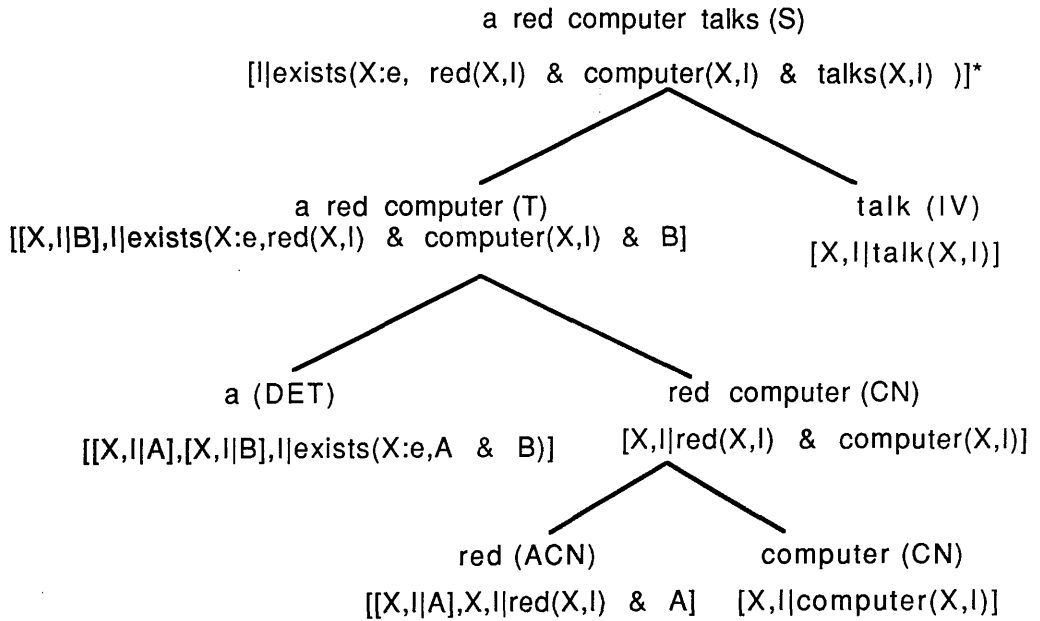 a red computer talks (S)
[I|exists(X:e, red(X,I) & computer(X,I) & talks(X,I) )]*
a red computer (T)
talk (IV)
[[X,I|B],I|exists(X:e,red(X,I) & computer(X,I) & B]
[X,I|talk(X,I)]
a (DET)
red computer (CN)
[[X,I|A],[X,I|B],I|exists(X:e,A & B)]
[X,I|red(X,I) & computer(X,I)]
red (ACN)
computer (CN)
[[X,I|A],X,I|red(X,I) & A]
[X,I|computer(X,I)]